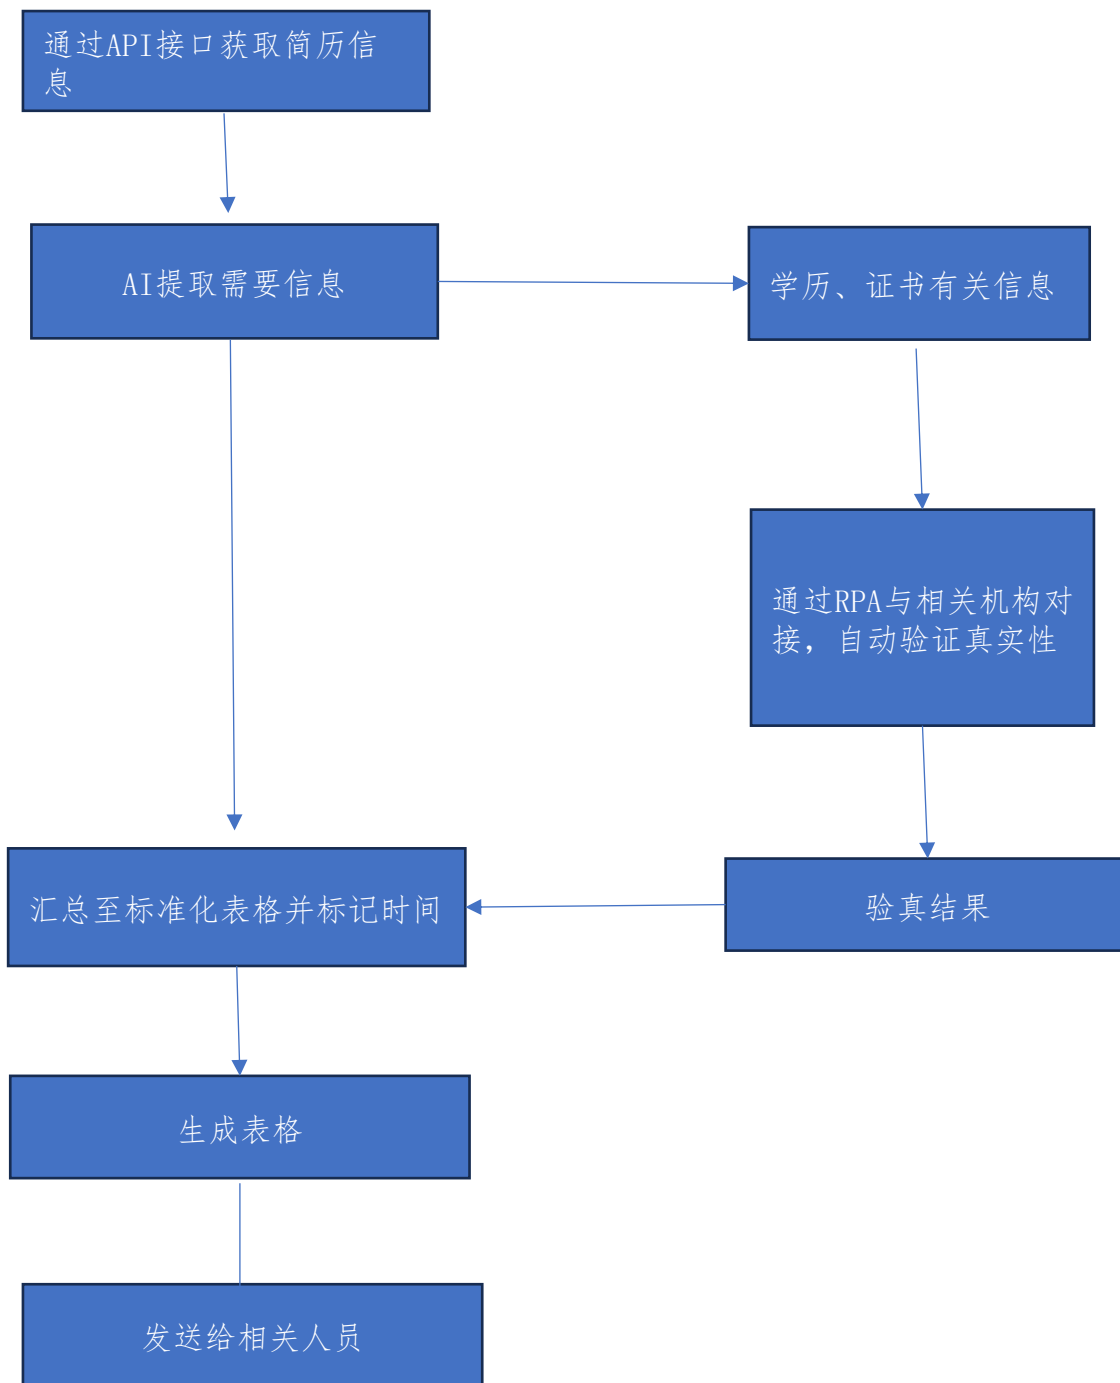 通过API接口获取简历信
息
AI提取需要信息
学历、证书有关信息
通过RPA与相关机构对
接，自动验证真实性
汇总至标准化表格并标记时间
验真结果
生成表格
发送给相关人员